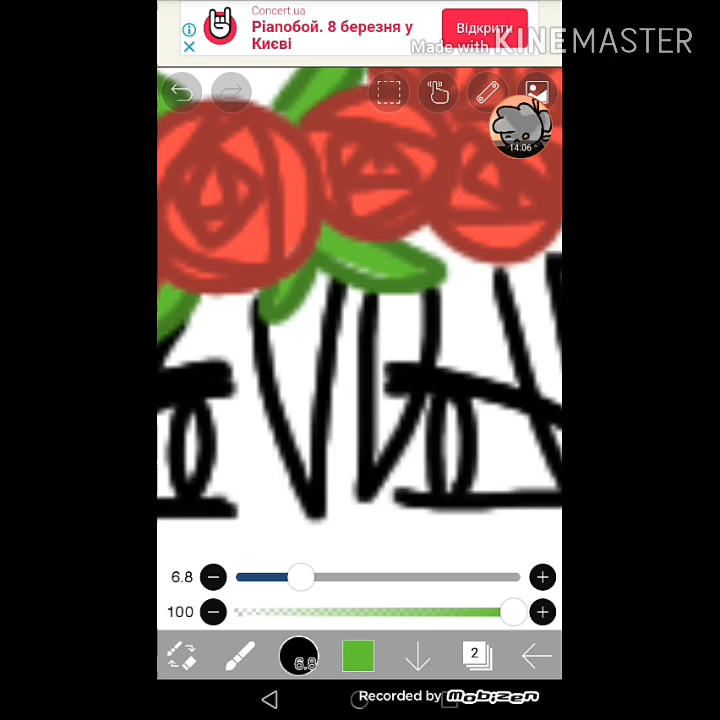 Concert ua
Pianoбой. 8 березня у
Києві
Відкрити
Made with KINEMASTER
14:06
6.8
100
6.8
2
Recorded by Mobizen